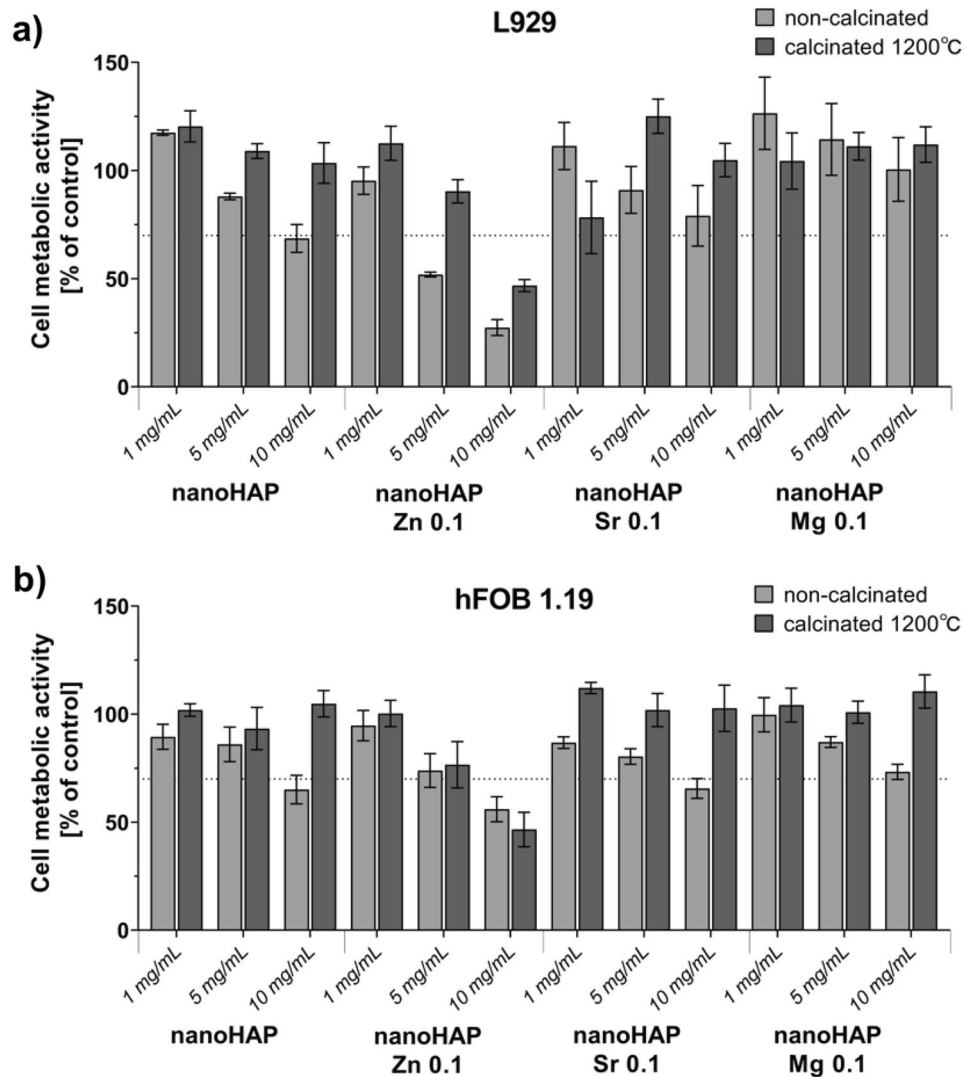 a)
L929
non-calcinated
calcinated 1200°C
Cell metabolic activity
[% of control]
150
100
50
0
1 mg/mL
5 mg/mL
10 mg/mL
1 mg/mL
5 mg/mL
10 mg/mL
1 mg/mL
5 mg/mL
10 mg/mL
1 mg/mL
5 mg/mL
10 mg/mL
nanoHAP
nanoHAP
Zn 0.1
nanoHAP
Sr 0.1
nanoHAP
Mg 0.1
b)
hFOB 1.19
non-calcinated
calcinated 1200°C
Cell metabolic activity
[% of control]
150
100
50
0
1 mg/mL
5 mg/mL
10 mg/mL
1 mg/mL
5 mg/mL
10 mg/mL
1 mg/mL
5 mg/mL
10 mg/mL
1 mg/mL
5 mg/mL
10 mg/mL
nanoHAP
nanoHAP
Zn 0.1
nanoHAP
Sr 0.1
nanoHAP
Mg 0.1